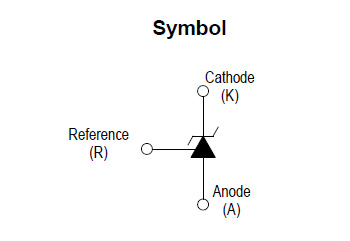 Symbol
Cathode
(K)
Reference
(R)
Anode
(A)